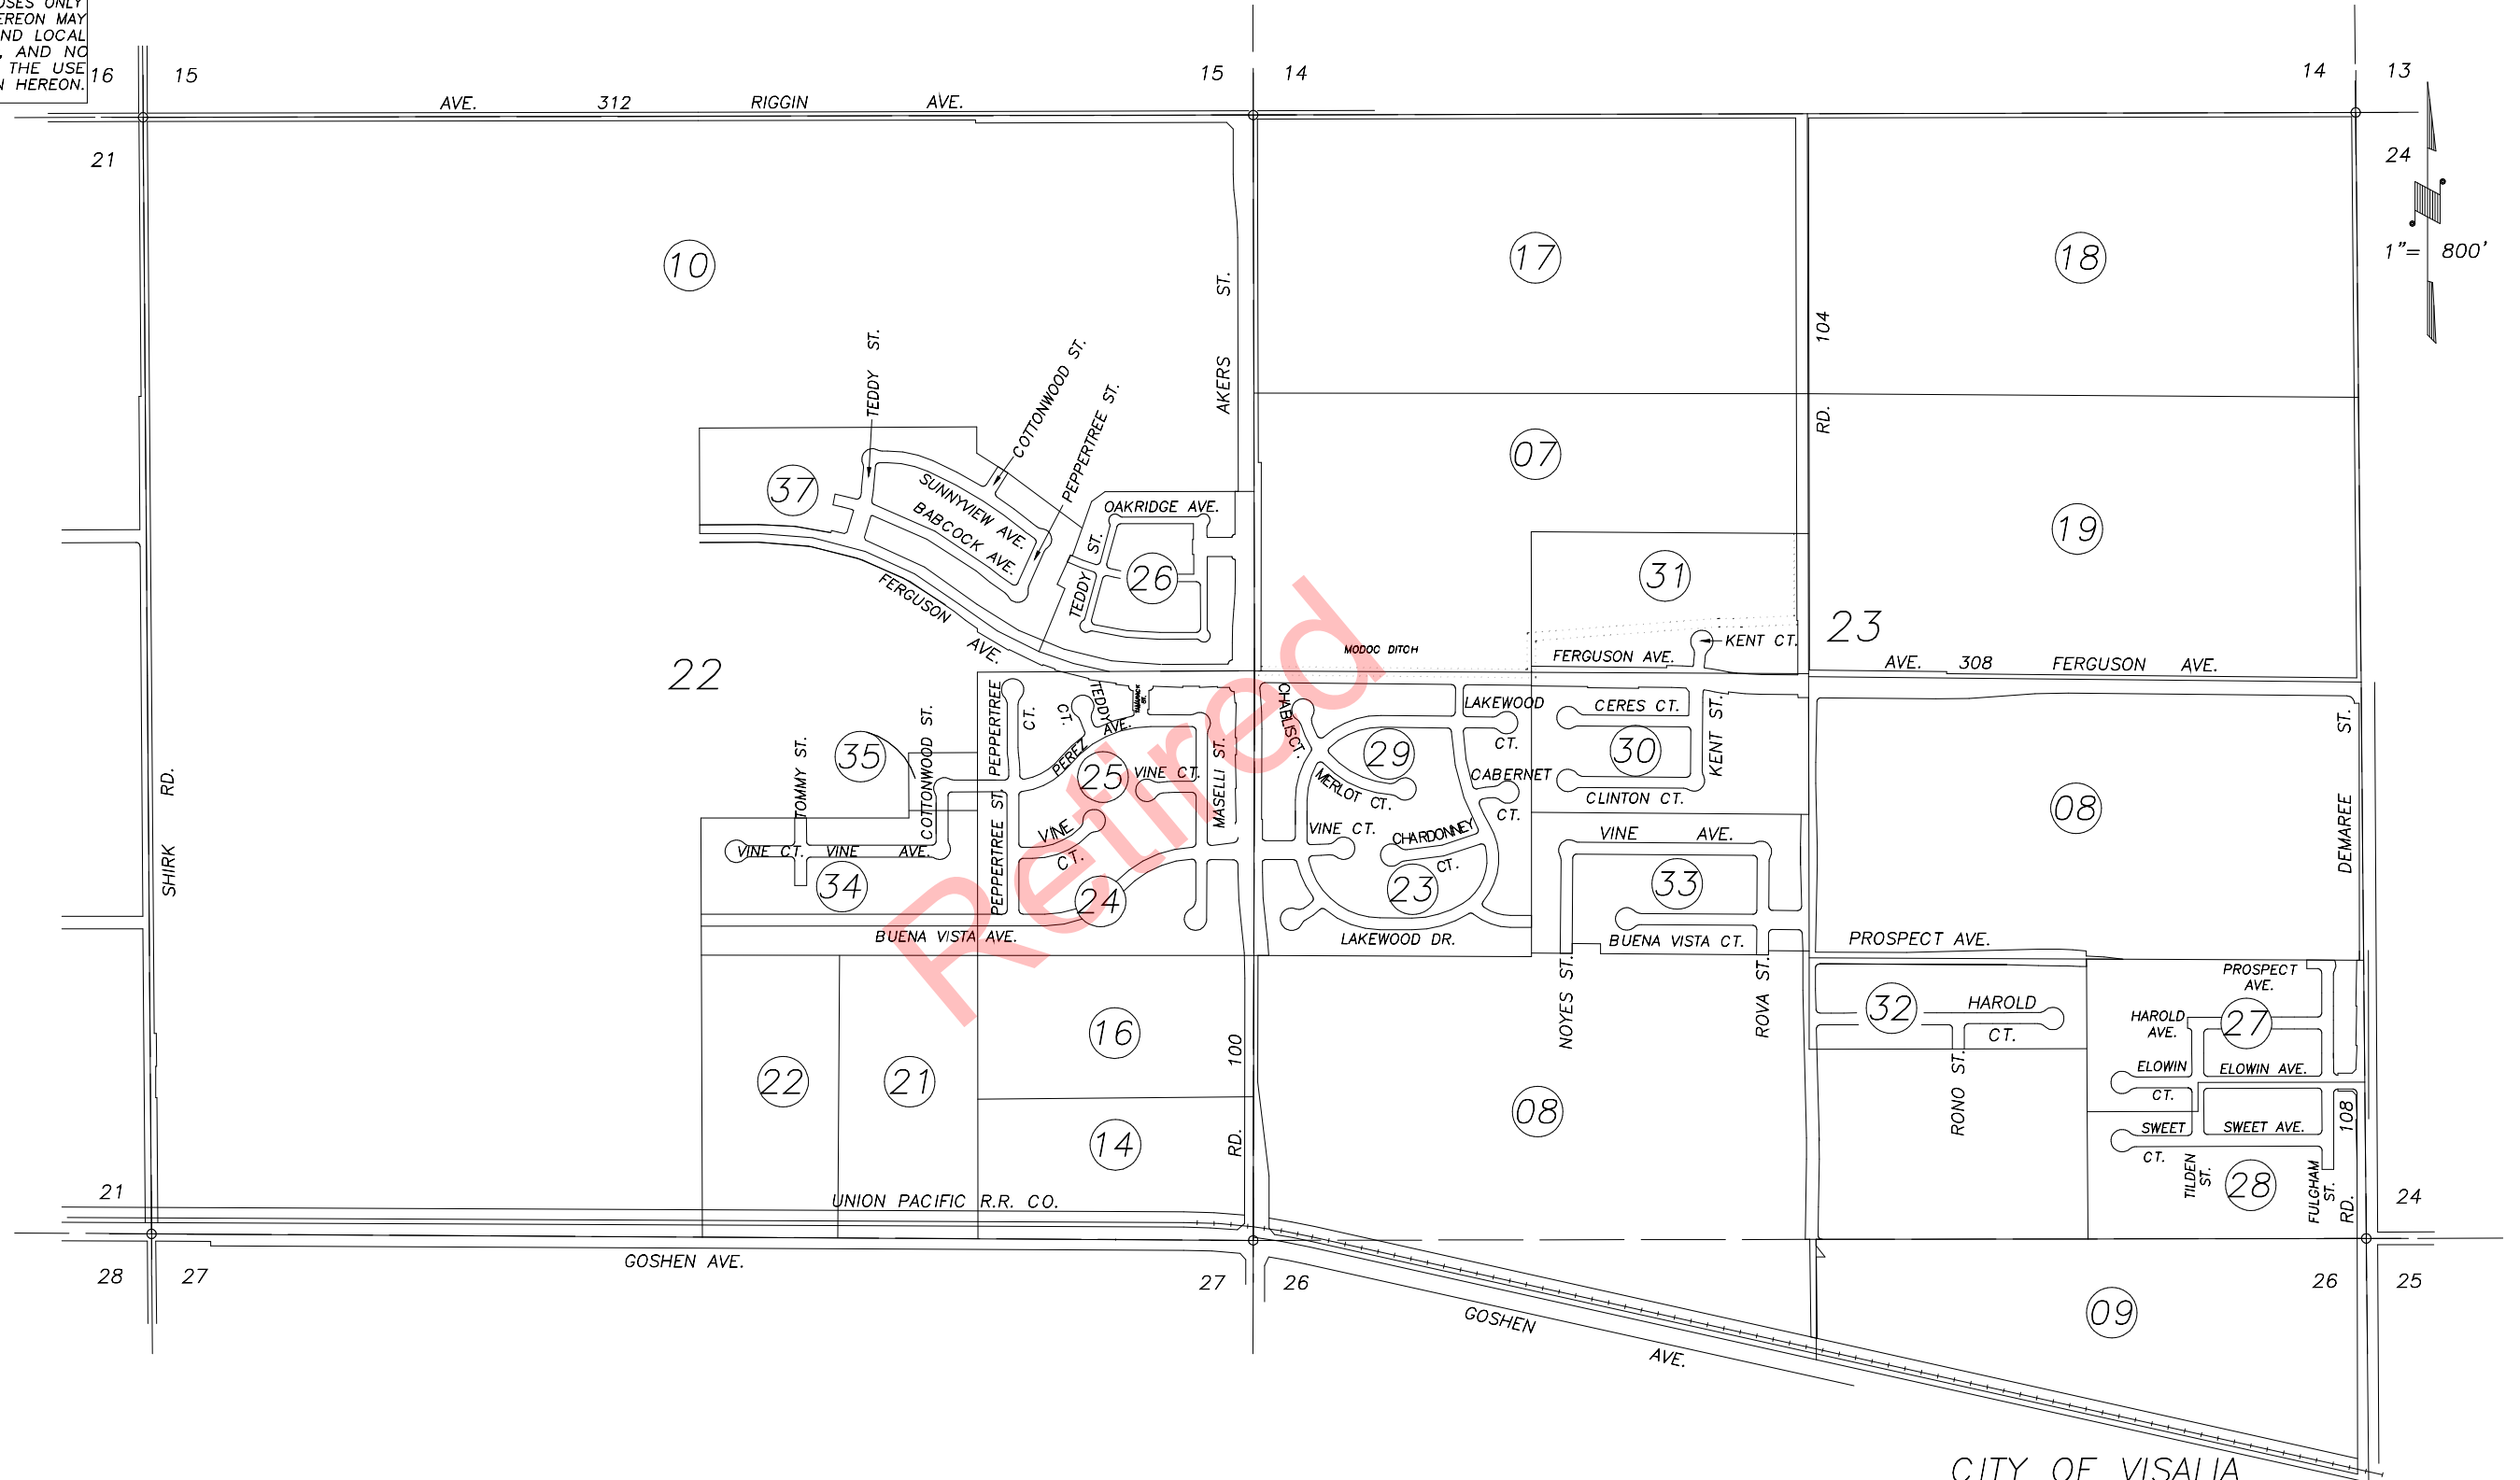 OSES ONLY
EREON MAY
ND LOCAL
, AND NO
THE USE
N HEREON.
16 15
15 14
14 13
AVE. 312 RIGGIN AVE.
21
24
1"= 800'
10
17
18
AKERS ST.
104 RD.
TEDDY ST.
COTTONWOOD ST.
PEPPERTREE ST.
07
37
SUNNYVIEW AVE.
BABCOCK AVE.
OAKRIDGE AVE.
TEDDY ST.
26
19
31
FERGUSON AVE.
23
22
MODOC DITCH
FERGUSON AVE.
KENT CT.
AVE. 308 FERGUSON AVE.
SHIRK RD.
35
TOMMY ST.
COTTONWOOD ST.
PEPPERTREE CT.
TEDDY CT.
PEREZ AVE.
25
VINE CT.
MASELLI ST.
PEPPERTREE ST.
VINE CT.
24
VINE CT. VINE AVE.
34
BUENA VISTA AVE.
CHABLIS CT.
29
MERLOT CT.
LAKEWOOD CT.
CABERNET CT.
VINE CT.
CHARDONNEY CT.
23
LAKEWOOD DR.
CERES CT.
30
KENT ST.
CLINTON CT.
VINE AVE.
33
BUENA VISTA CT.
NOYES ST.
ROVA ST.
08
DEMAREE ST.
PROSPECT AVE.
Retired
22
21
16
14
100 RD.
08
32
HAROLD CT.
RONO ST.
PROSPECT AVE.
HAROLD AVE.
27
ELOWIN CT.
ELOWIN AVE.
SWEET CT.
SWEET AVE.
TILDEN ST.
28
FULGHAM ST.
108 RD.
21
24
UNION PACIFIC R.R. CO.
GOSHEN AVE.
28 27
27 26
26 25
GOSHEN AVE.
09
CITY OF VISALIA